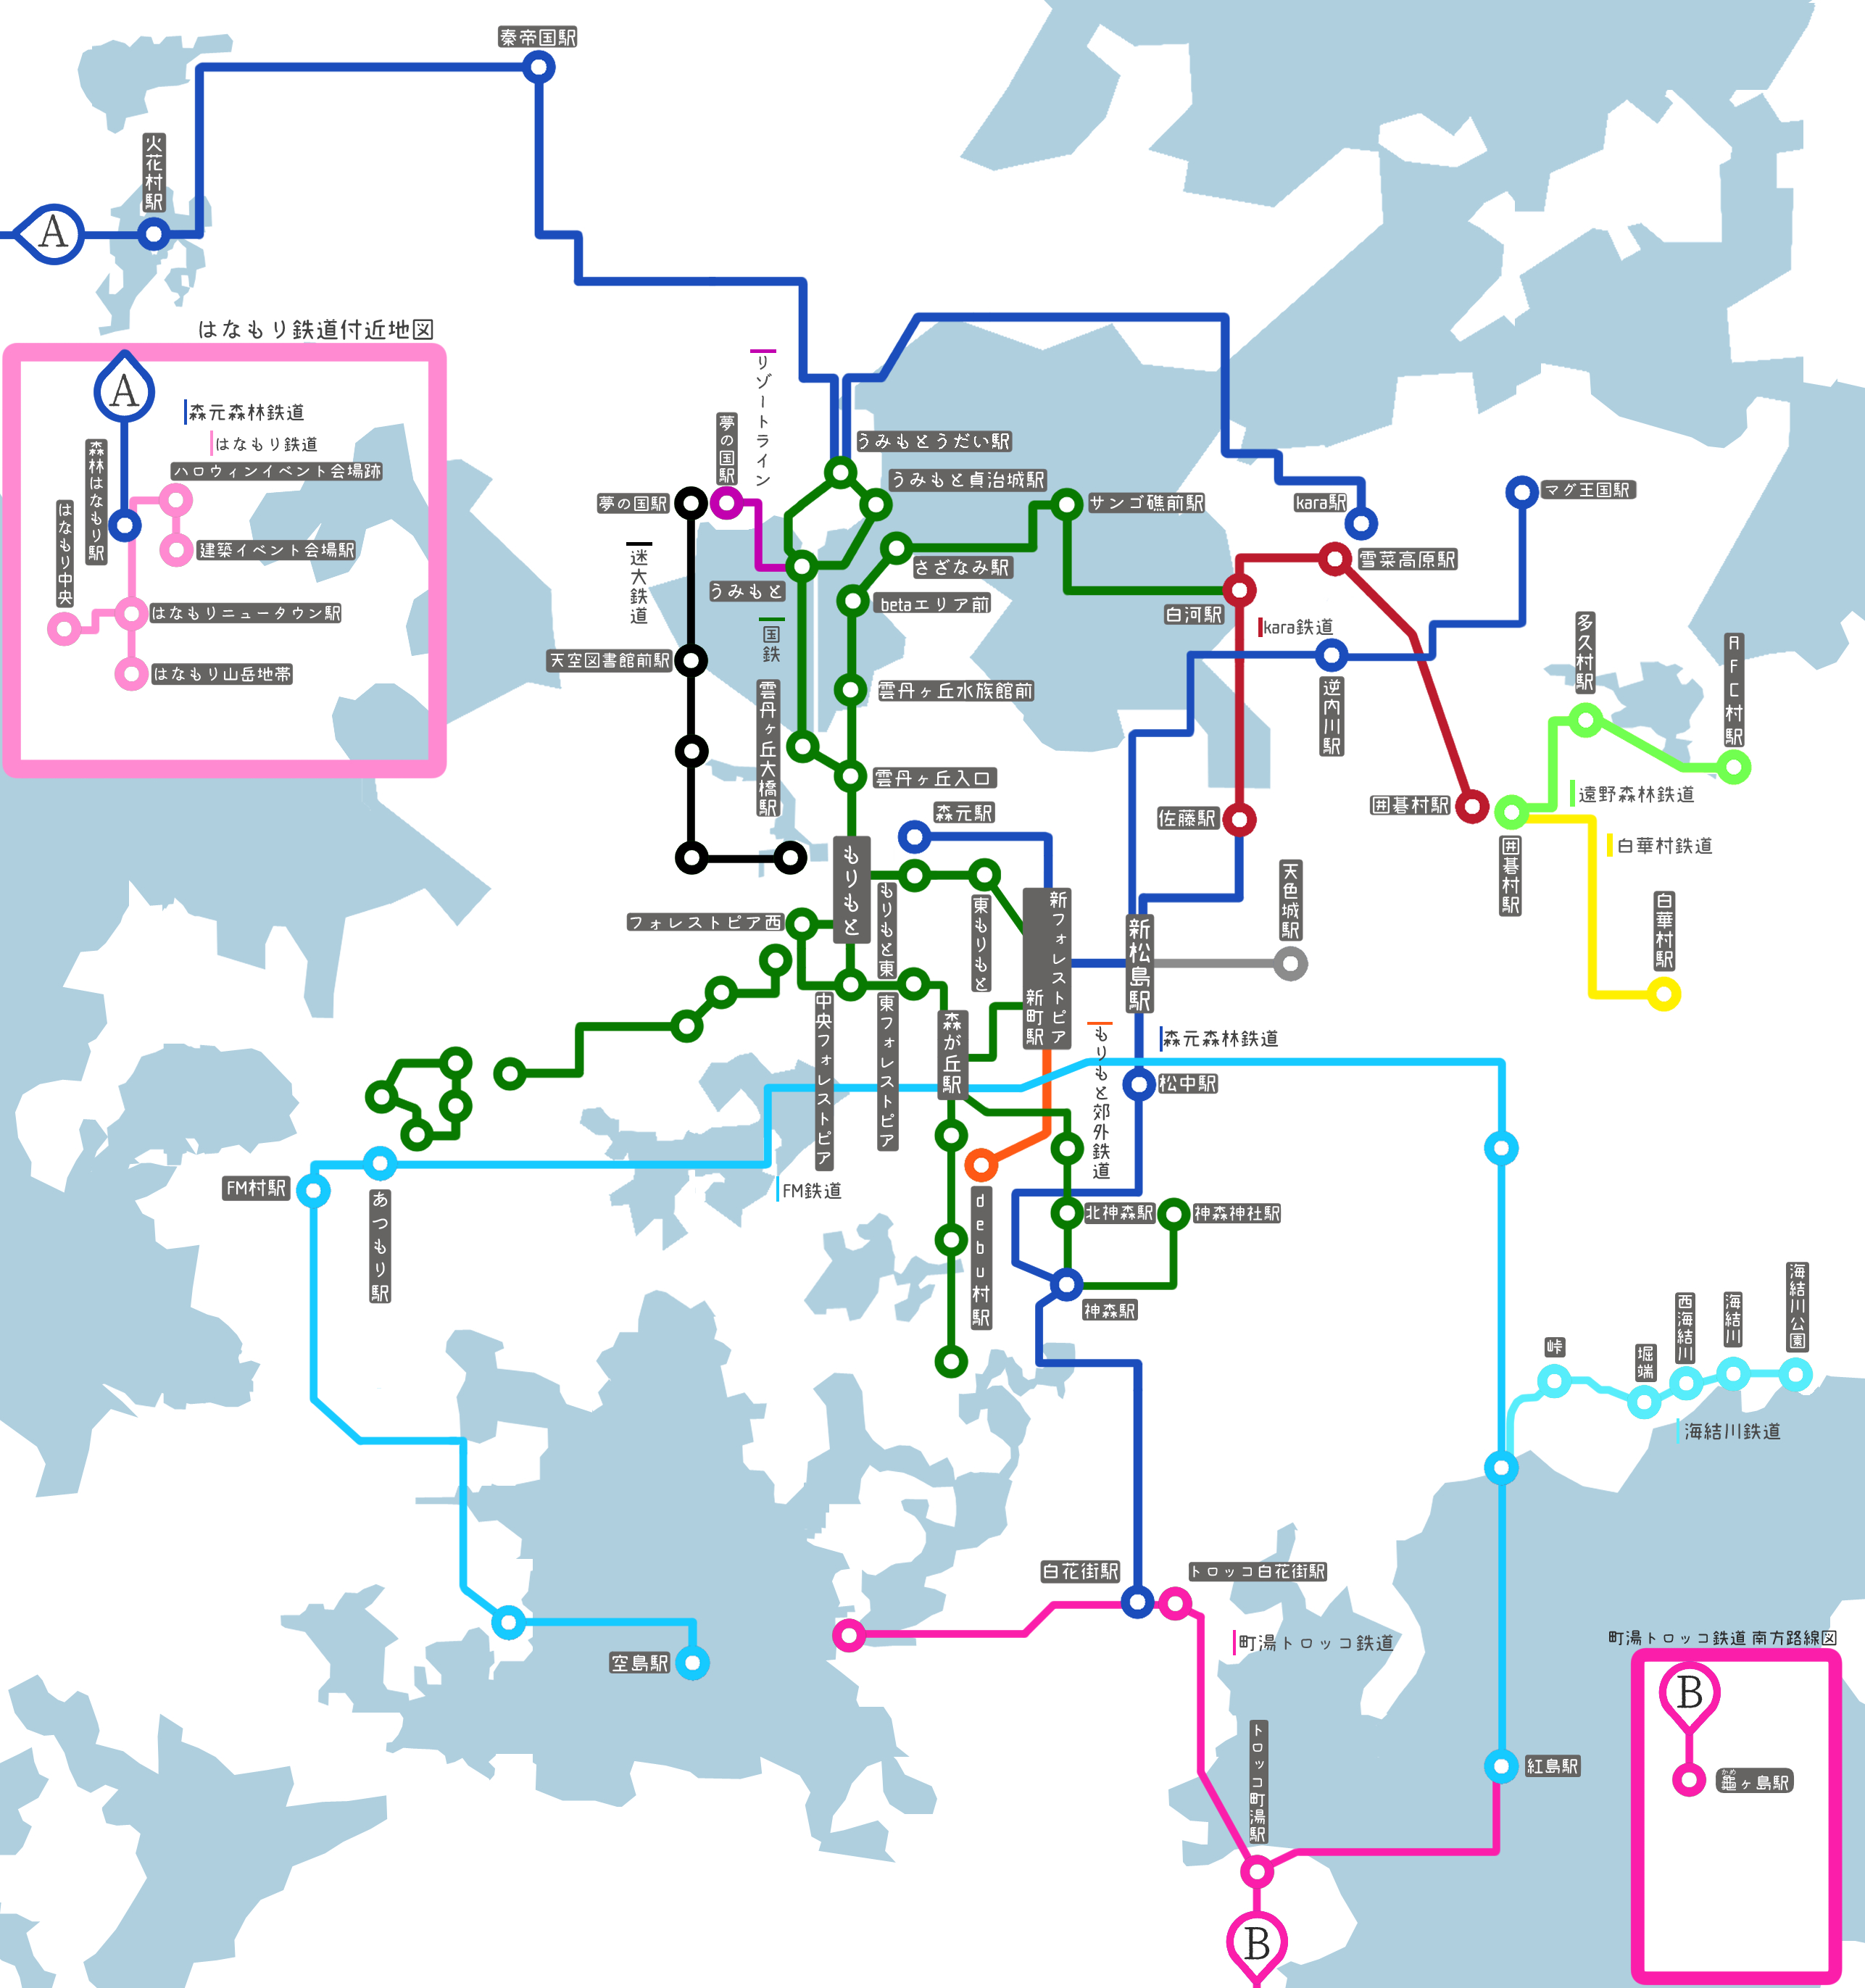 秦帝国駅
火花村駅
A
はなもり鉄道付近地図
A
森元森林鉄道
はなもり鉄道
森林はなもり駅
ハロウィンイベント会場跡
はなもり中央
建築イベント会場駅
はなもりニュータウン駅
はなもり山岳地帯
リゾートライン
夢の国駅
夢の国駅
迷大鉄道
うみもとうだい駅
うみもと貞治城駅
サンゴ礁前駅
kara駅
マグ王国駅
さざなみ駅
雪菜高原駅
うみもと
betaエリア前
白河駅
国鉄
kara鉄道
天空図書館前駅
雲丹ヶ丘大橋駅
雲丹ヶ丘水族館前
逆内川駅
多久村駅
AFC村駅
雲丹ヶ丘入口
遠野森林鉄道
囲碁村駅
森元駅
佐藤駅
囲碁村駅
白華村鉄道
もりもと
もりもと東
東もりもと
新フォレストピア
新町駅
新松島駅
天色城駅
白華村駅
フォレストピア西
中央フォレストピア
東フォレストピア
森が丘駅
もりもと郊外鉄道
森元森林鉄道
松中駅
FM村駅
あつもり駅
FM鉄道
debu村駅
北神森駅
神森神社駅
神森駅
峠
堀端
西海結川
海結川
海結川公園
海結川鉄道
白花街駅
トロッコ白花街駅
町湯トロッコ鉄道
空島駅
町湯トロッコ鉄道 南方路線図
B
トロッコ町湯駅
紅島駅
かめ
龜ヶ島駅
B